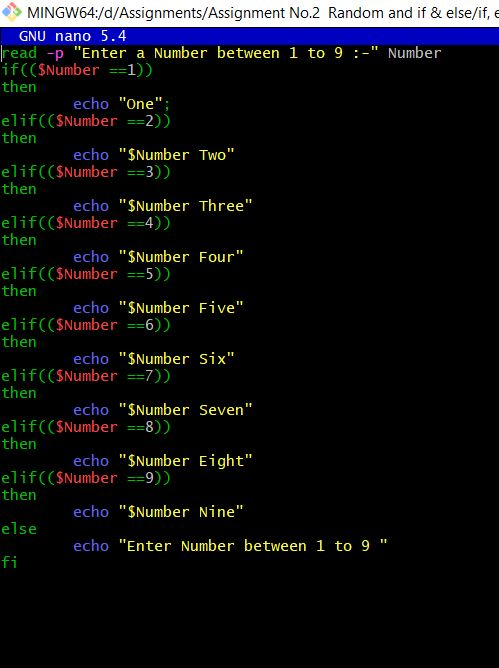 MINGW64:/d/Assignments/Assignment No.2  Random and if & else/if, e
GNU nano 5.4
read -p "Enter a Number between 1 to 9 :-" Number
if(($Number ==1))
then
        echo "One";
elif(($Number ==2))
then
        echo "$Number Two"
elif(($Number ==3))
then
        echo "$Number Three"
elif(($Number ==4))
then
        echo "$Number Four"
elif(($Number ==5))
then
        echo "$Number Five"
elif(($Number ==6))
then
        echo "$Number Six"
elif(($Number ==7))
then
        echo "$Number Seven"
elif(($Number ==8))
then
        echo "$Number Eight"
elif(($Number ==9))
then
        echo "$Number Nine"
else
        echo "Enter Number between 1 to 9 "
fi